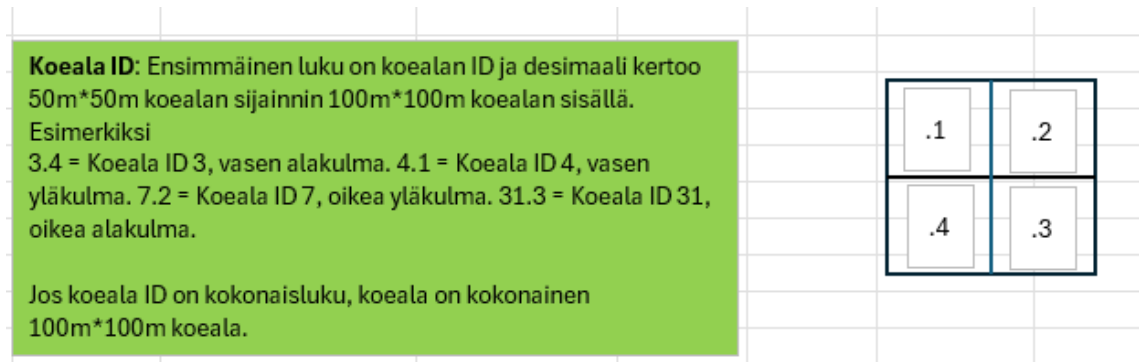 Koeala ID: Ensimmäinen luku on koealan ID ja desimaali kertoo
50m*50m koealan sijainnin 100m*100m koealan sisällä.
Esimerkiksi
3.4 = Koeala ID 3, vasen alakulma. 4.1 = Koeala ID 4, vasen
yläkulma. 7.2 = Koeala ID 7, oikea yläkulma. 31.3 = Koeala ID 31,
oikea alakulma.
Jos koeala ID on kokonaisluku, koeala on kokonainen
100m*100m koeala.
.1 .2
.4 .3